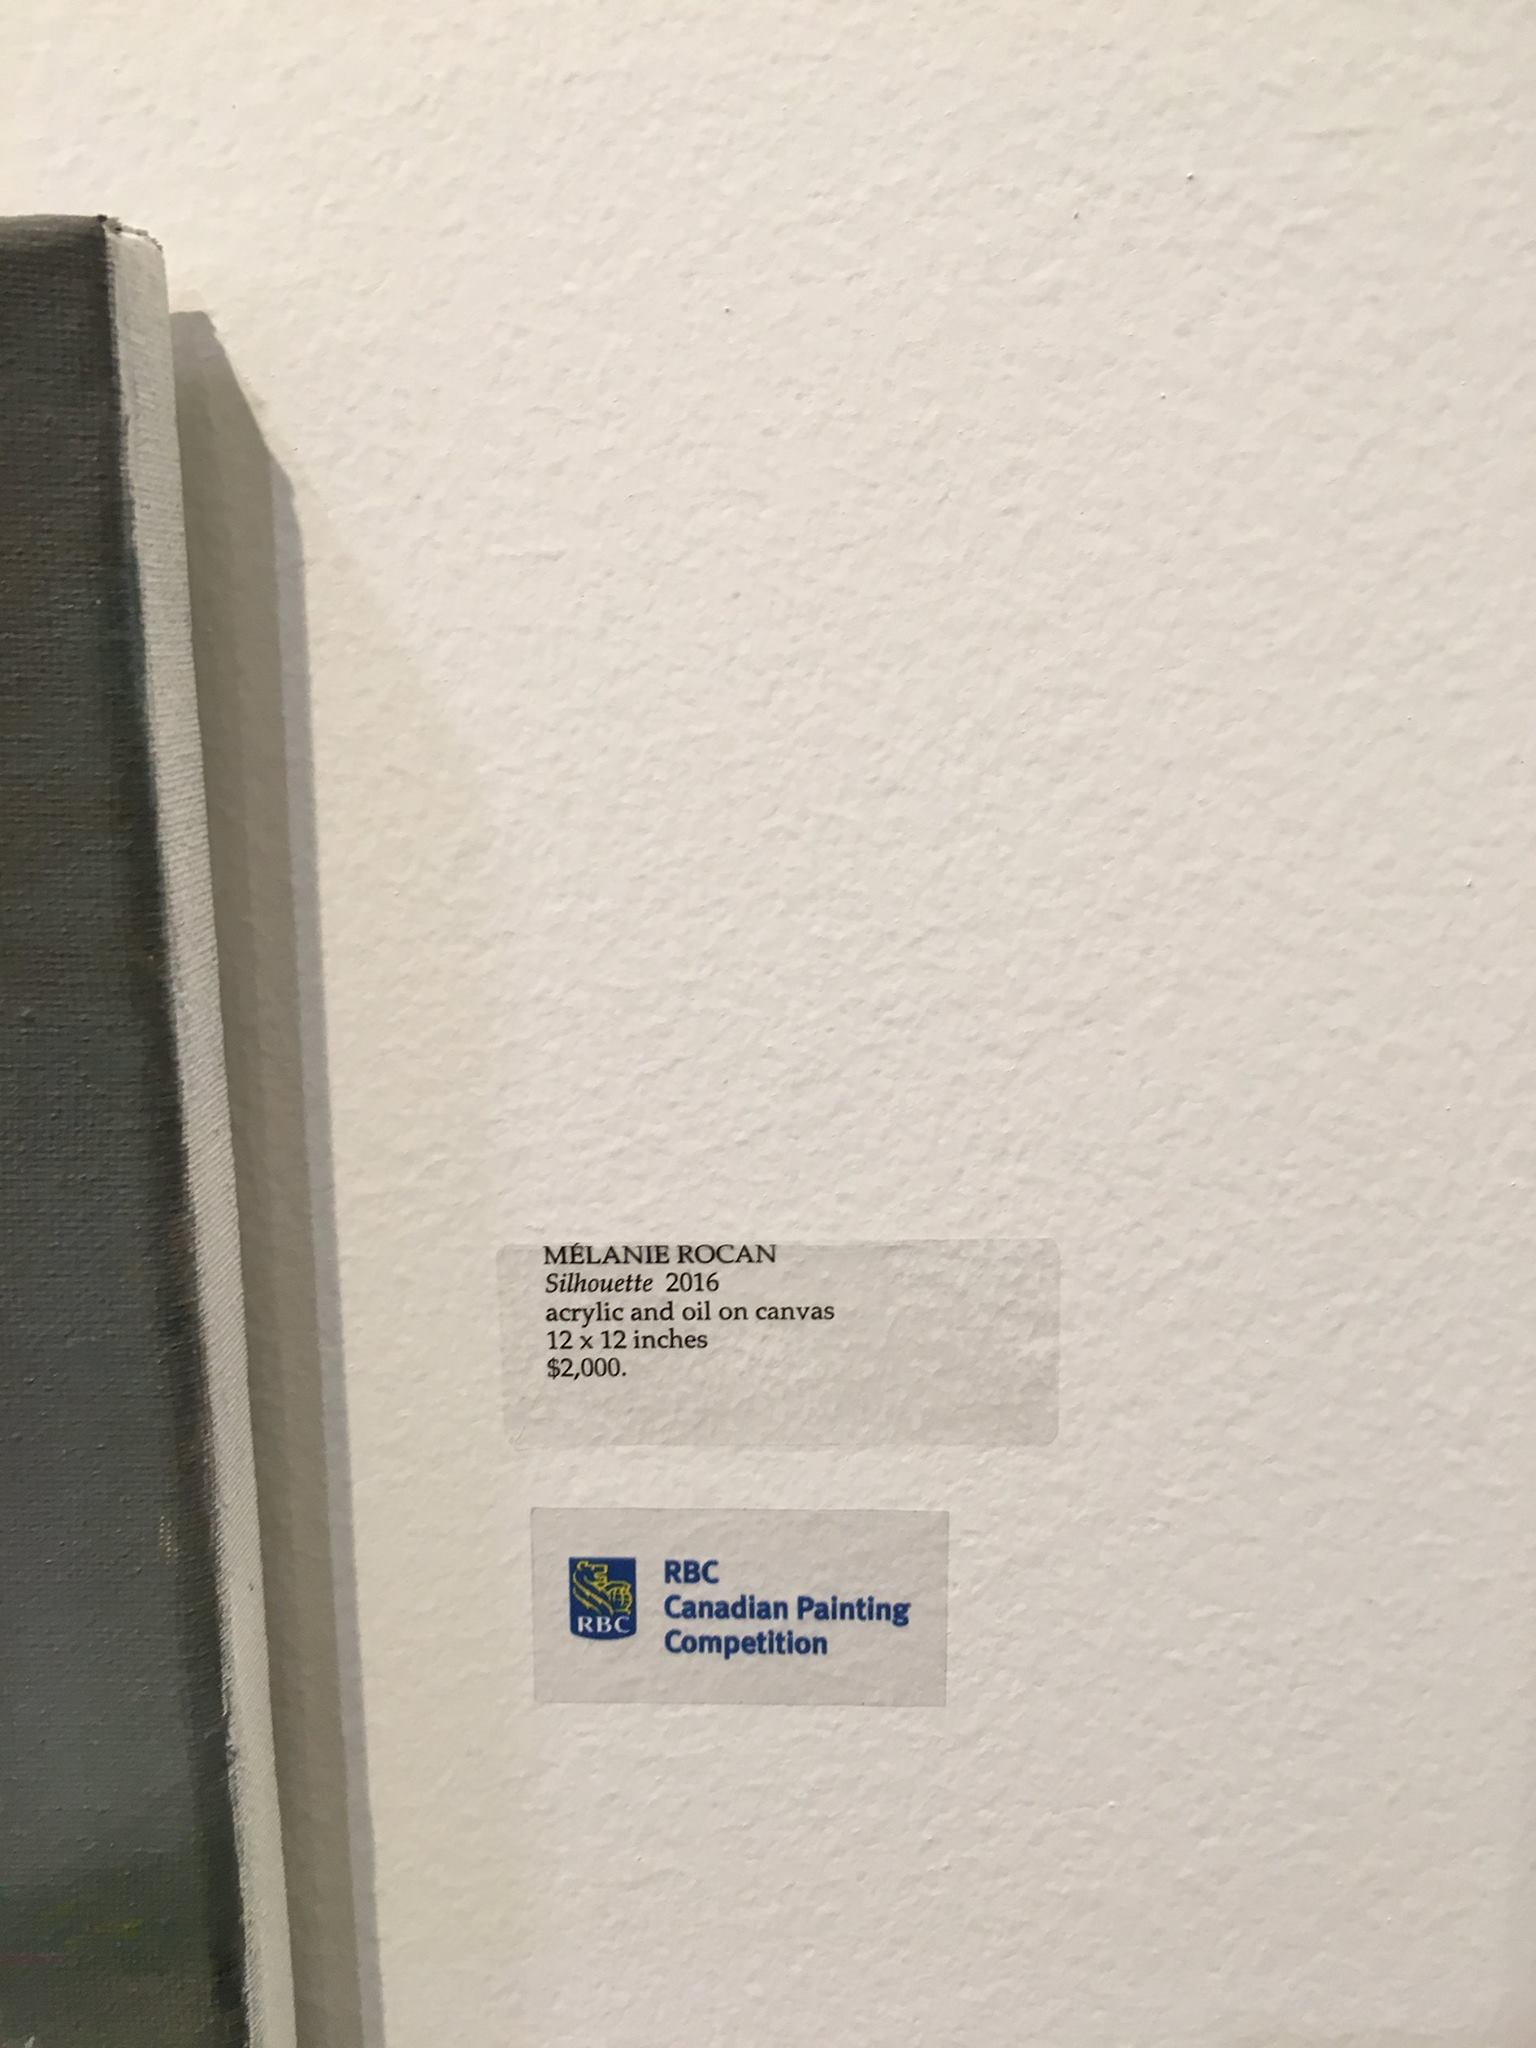 MÉLANIE ROCAN
Silhouette 2016
acrylic and oil on canvas
12 x 12 inches
$2,000.
RBC
RBC
Canadian Painting
Competition